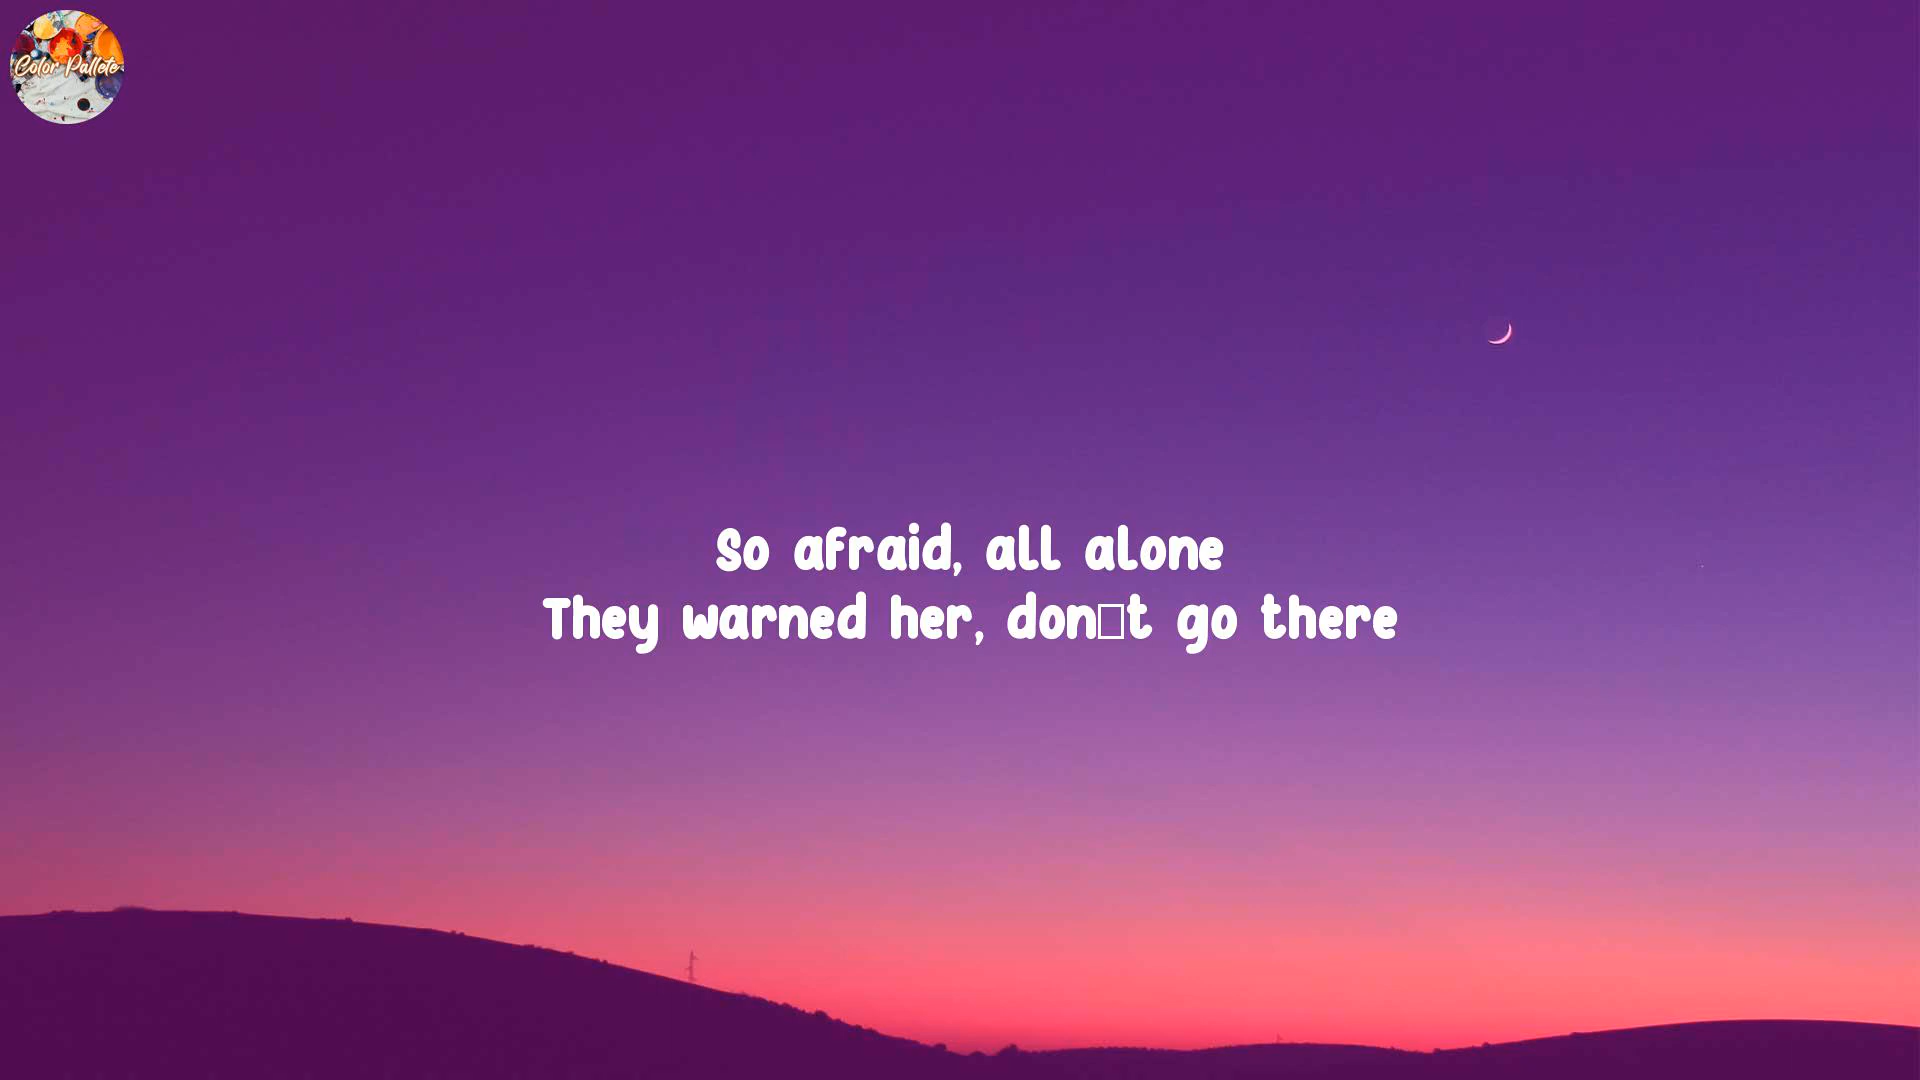 Color Pallete
So afraid, all alone
They warned her, don□t go there